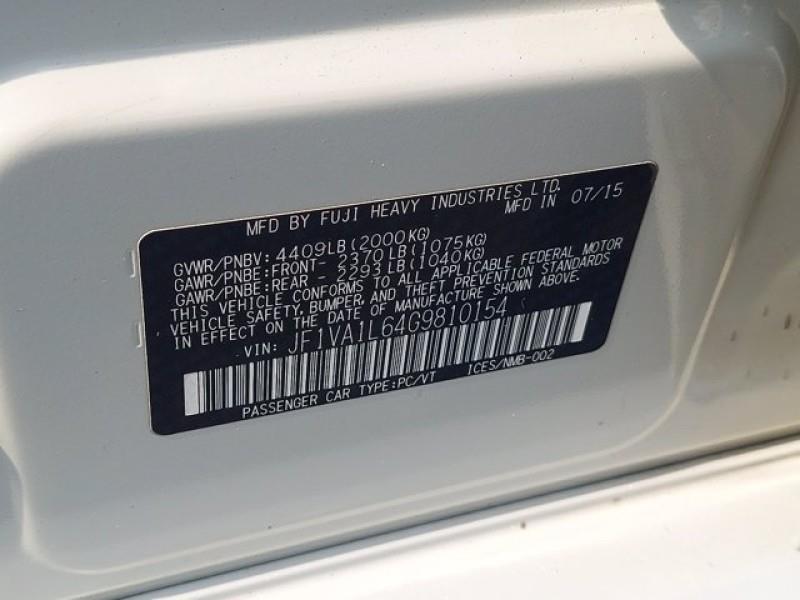 MFD BY FUJI HEAVY INDUSTRIES LTD.
MFD IN 07/15
GVWR/PNBV: 4409LB(2000KG)
GAWR/PNBE: FRONT- 2370LB(1075KG)
GAWR/PNBE: REAR - 2293LB(1040KG)
THIS VEHICLE CONFORMS TO ALL APPLICABLE FEDERAL MOTOR
VEHICLE SAFETY, BUMPER, AND THEFT PREVENTION STANDARDS
IN EFFECT ON THE DATE OF MANUFACTURE SHOWN ABOVE.
VIN: JF1VA1L64G9810154
PASSENGER CAR TYPE:PC/VT ICES/NMB-002